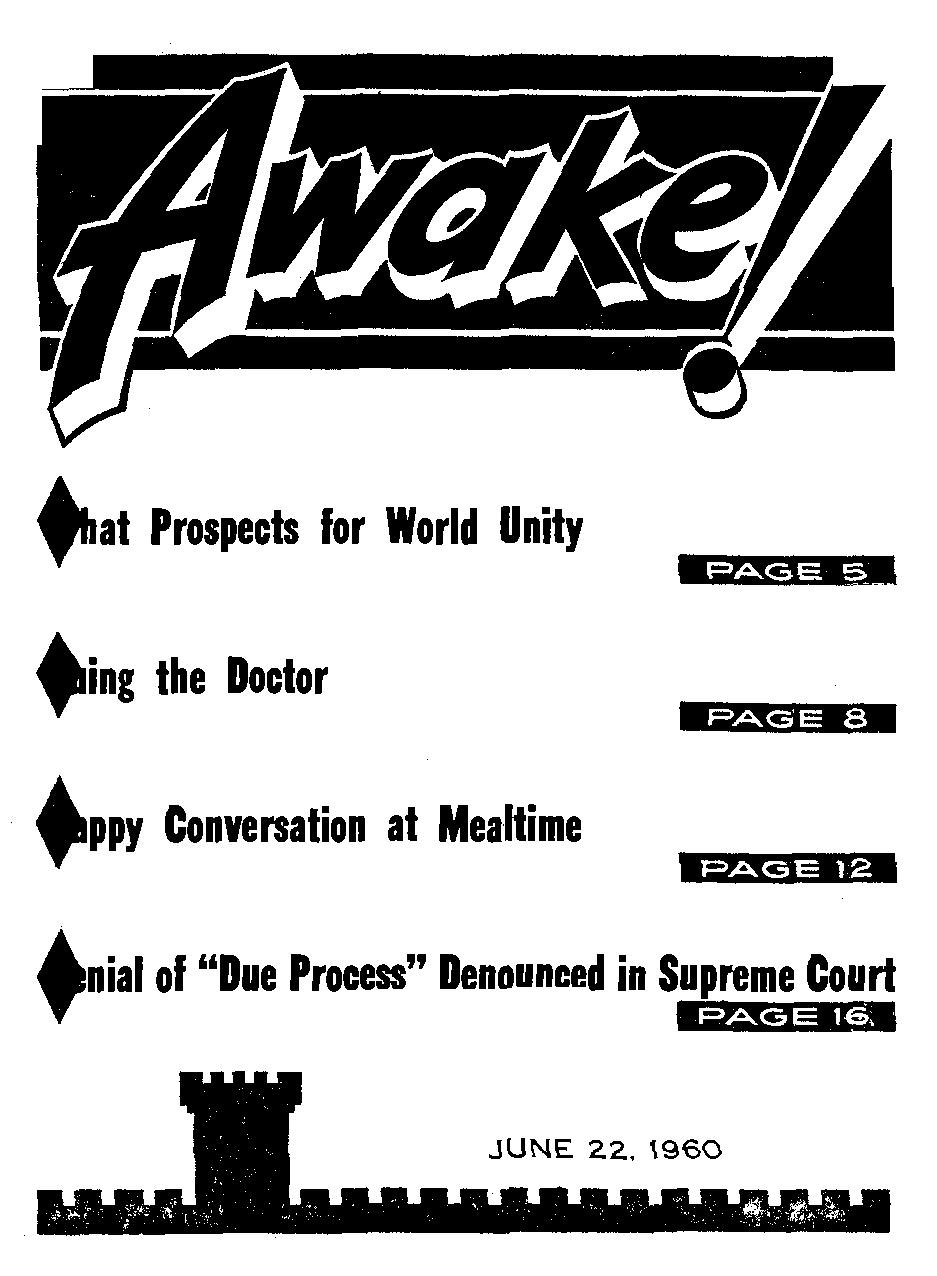 Awake!
hat Prospects for World Unity
PAGE 5
uing the Doctor
PAGE 8
appy Conversation at Mealtime
PAGE 12
enial of “Due Process” Denounced in Supreme Court
PAGE 16
JUNE 22, 1960